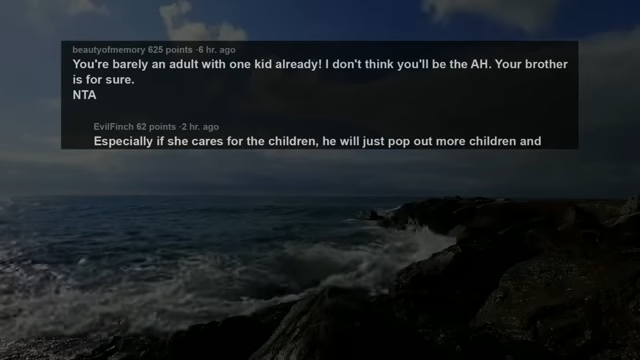 beautyofmemory 625 points ·6 hr. ago
You're barely an adult with one kid already! I don't think you'll be the AH. Your brother
is for sure.
NTA
EvilFinch 62 points ·2 hr. ago
Especially if she cares for the children, he will just pop out more children and